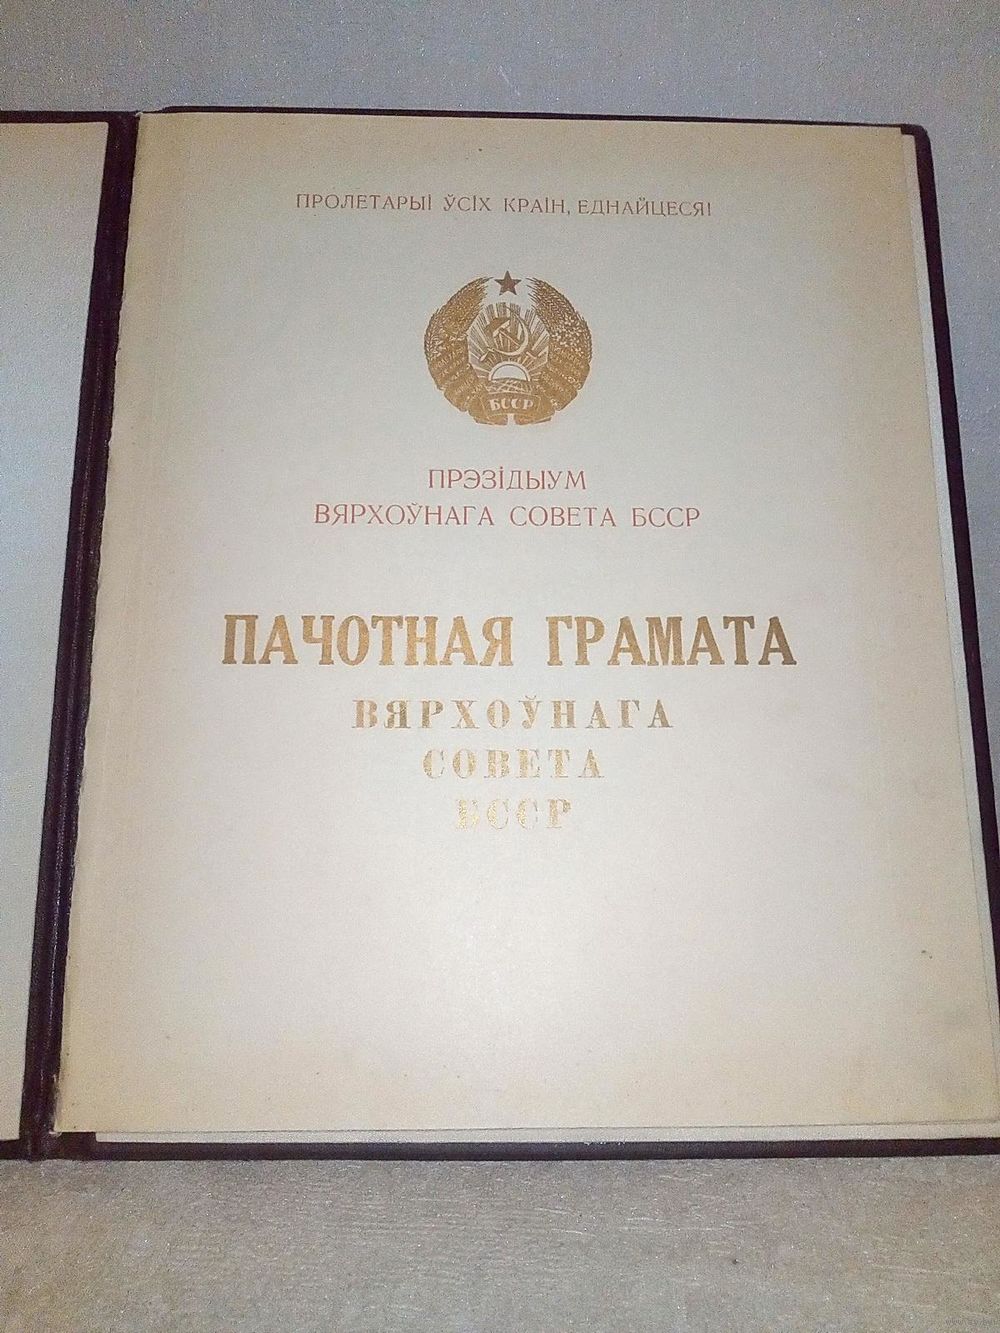 ПРОЛЕТАРЫІ ЎСІХ КРАІН, ЕДНАЙЦЕСЯ!
БССР
ПРЭЗІДЫУМ
ВЯРХОЎНАГА СОВЕТА БССР
ПАЧОТНАЯ ГРАМАТА
ВЯРХОЎНАГА
СОВЕТА
БССР